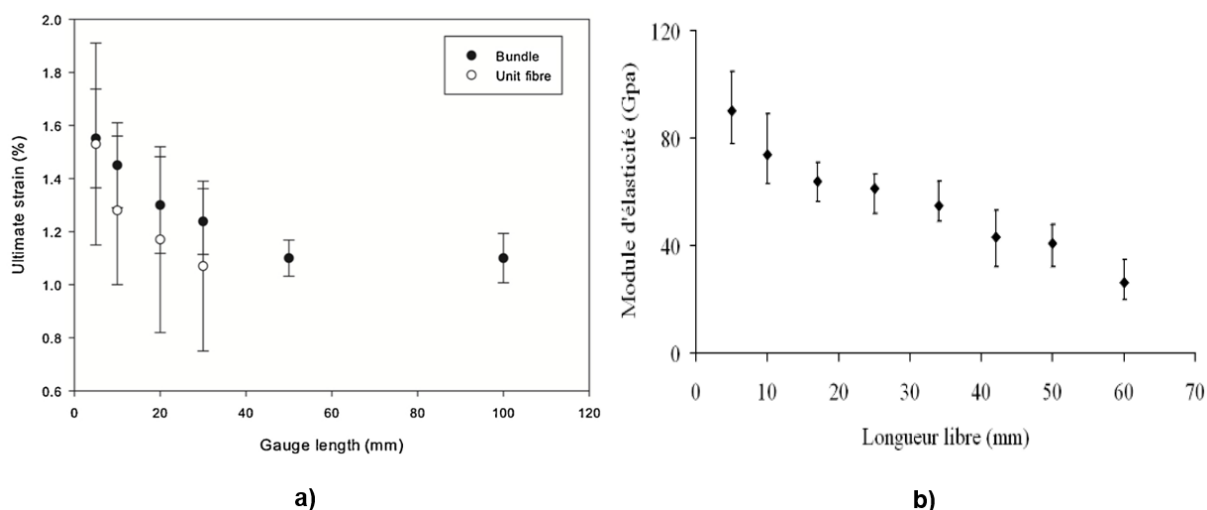 2.0
1.8
1.6
1.4
1.2
1.0
0.8
0.6
Ultimate strain (%)
Bundle
Unit fibre
0 20 40 60 80 100 120
Gauge length (mm)
a)
120
80
40
0
Module d'élasticité (Gpa)
0 10 20 30 40 50 60 70
Longueur libre (mm)
b)